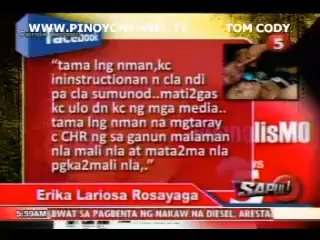 WWW.PINOYCHANNEL.TV
TOM CODY
facebook
5
"tama lng nman,kc
ininstructionan n cla ndi
pa cla sumunod..mati2gas
kc ulo dn kc ng mga media..
tama lng nman na mgtaray
c CHR ng sa ganun malaman
nla mali nla at mata2ma nla
pgka2mali nla,."
nalisMO
Erika Lariosa Rosayaga
SAPUL
5:59AM
BWAT SA PAGBENTA NG NAKAW NA DIESEL, ARESTA